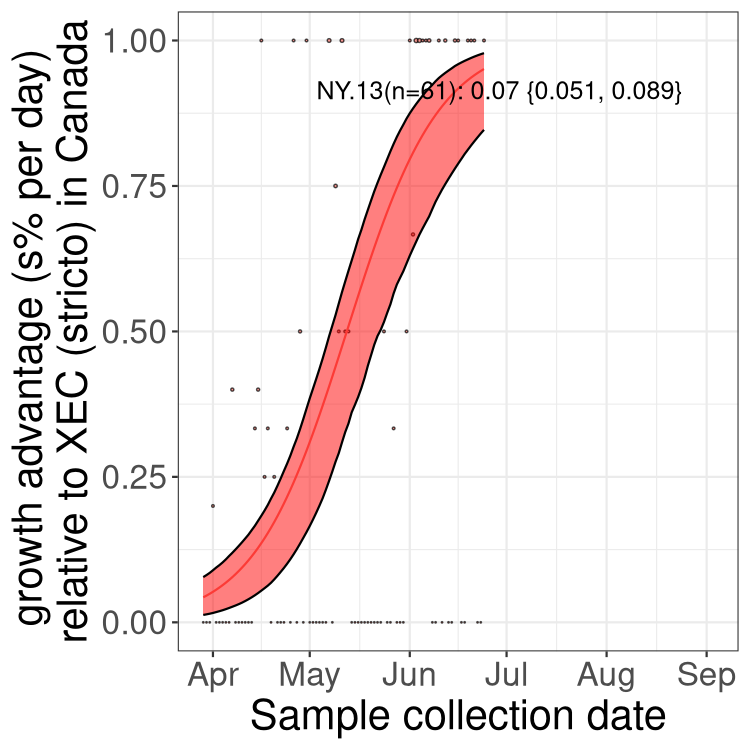 growth advantage (s% per day)
relative to XEC (stricto) in Canada
1.00
0.75
0.50
0.25
0.00
NY.13(n=61): 0.07 {0.051, 0.089}
Apr May Jun Jul Aug Sep
Sample collection date